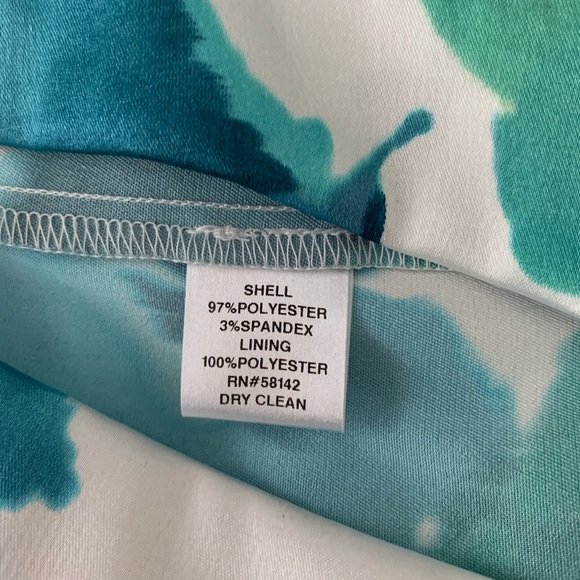 SHELL
97%POLYESTER
3%SPANDEX
LINING
100%POLYESTER
RN#58142
DRY CLEAN